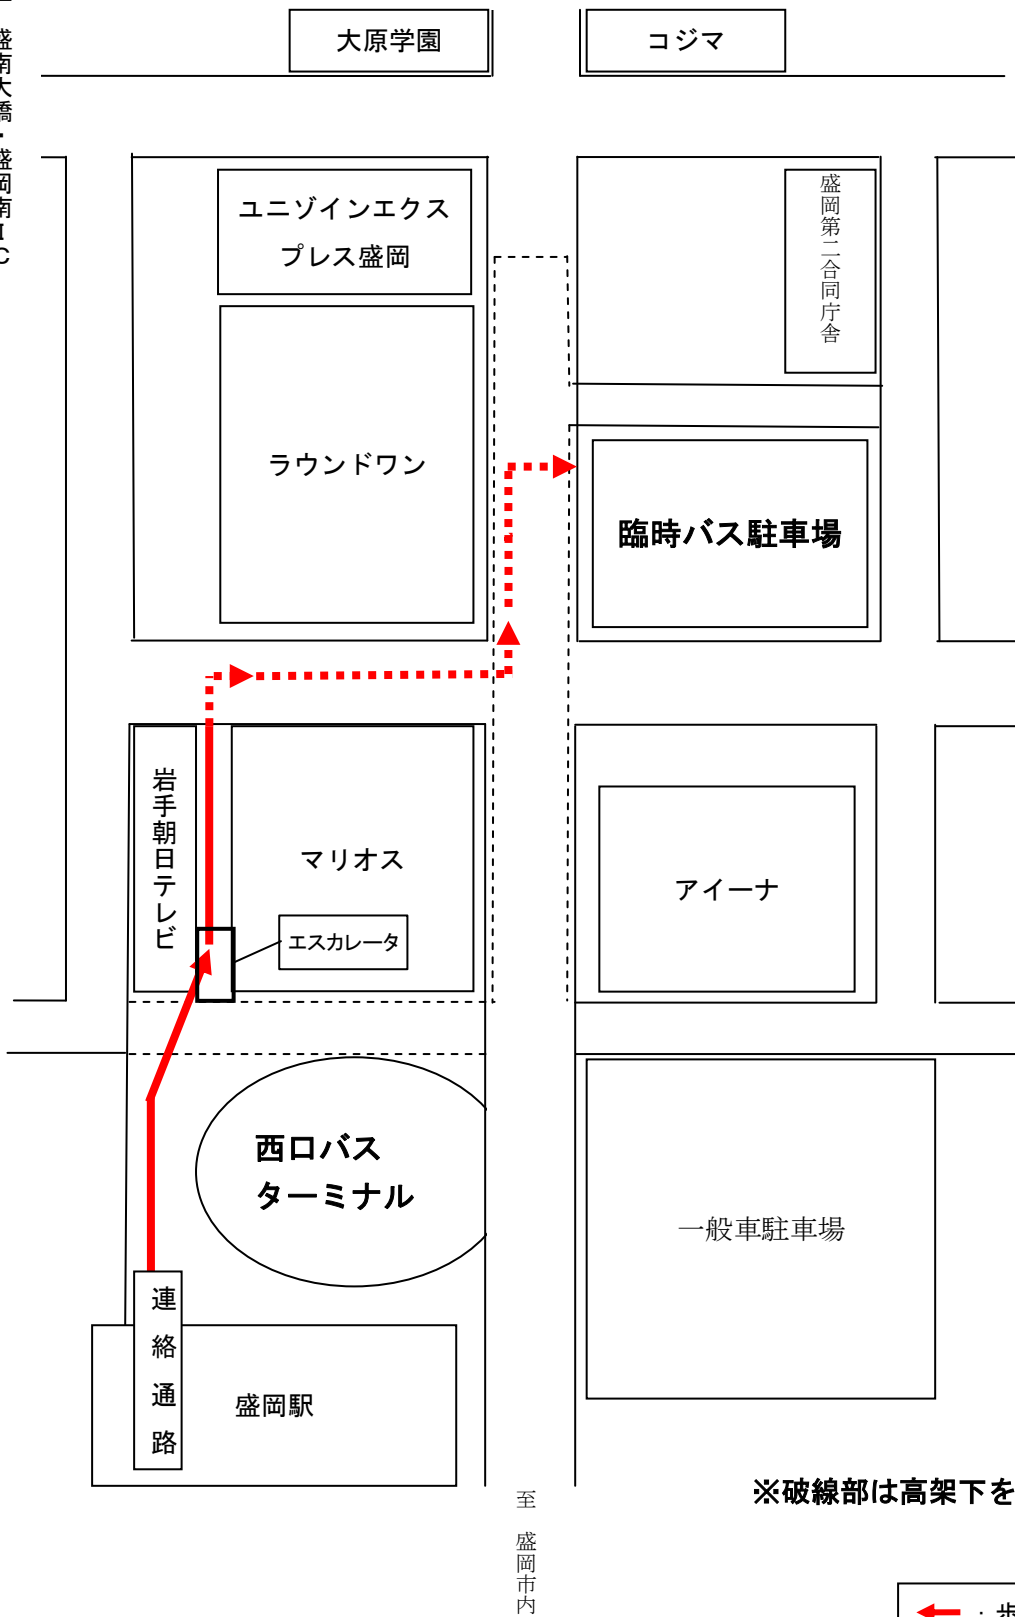 大原学園
コジマ
盛南大橋・盛岡南IC
ユニゾインエクス
プレス盛岡
盛岡第二合同庁舎
ラウンドワン
臨時バス駐車場
岩手朝日テレビ
マリオス
エスカレータ
アイーナ
西口バス
ターミナル
一般車駐車場
連絡通路
盛岡駅
※破線部は高架下を
至　盛岡市内
：歩